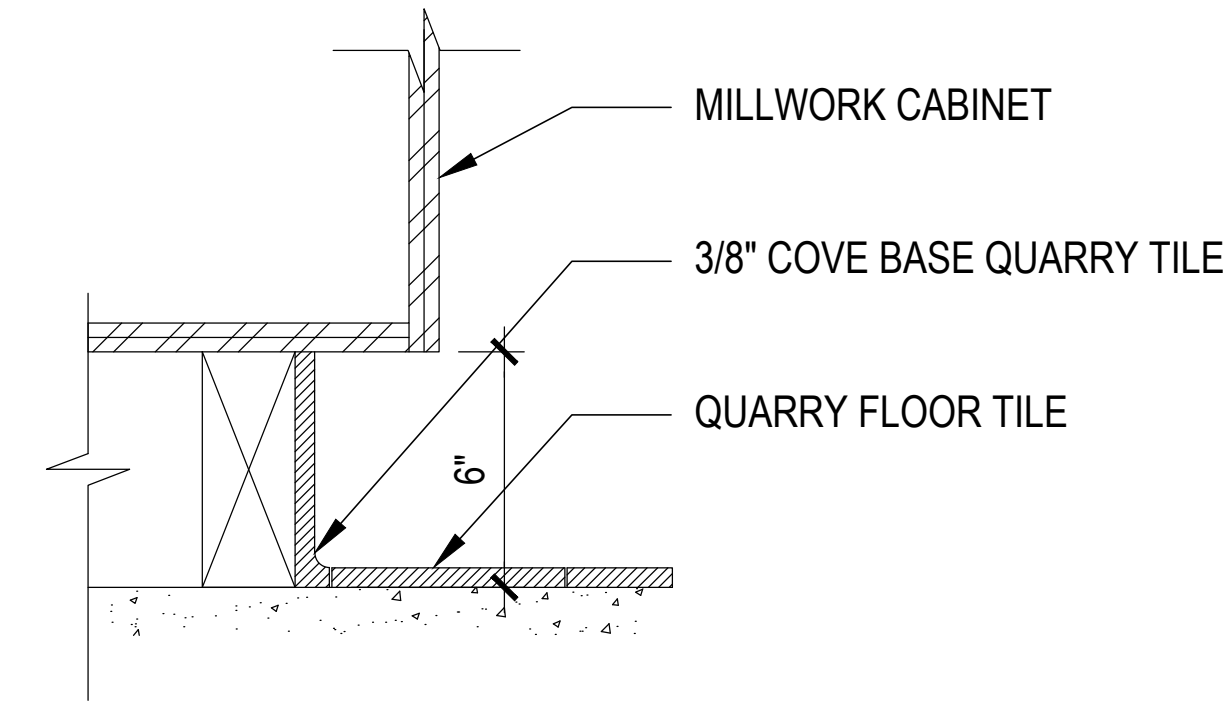 MILLWORK CABINET
3/8" COVE BASE QUARRY TILE
QUARRY FLOOR TILE
6"